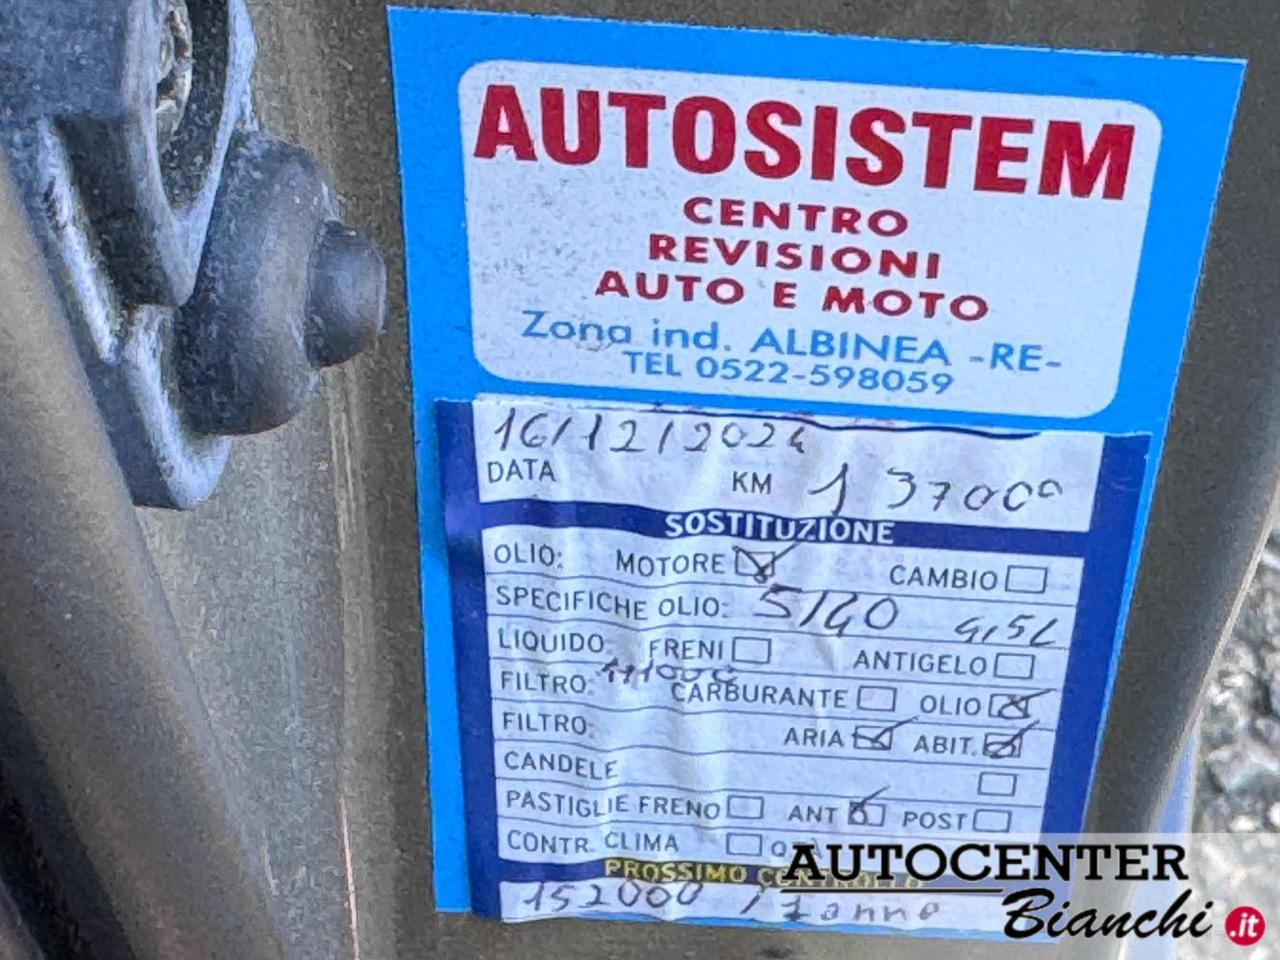 AUTOSISTEM
CENTRO
REVISIONI
AUTO E MOTO
Zona ind. ALBINEA -RE-
TEL 0522-598059
16/12/2024
DATA KM 137000
SOSTITUZIONE
OLIO: MOTORE CAMBIO
SPECIFICHE OLIO: 5/40 4,5L
LIQUIDO FRENI ANTIGELO
FILTRO: CARBURANTE OLIO
FILTRO: ARIA ABIT.
CANDELE
PASTIGLIE FRENO ANT POST
CONTR. CLIMA
PROSSIMO CONTROLLO
152000 / 1 anno
AUTOCENTER
Bianchi.it